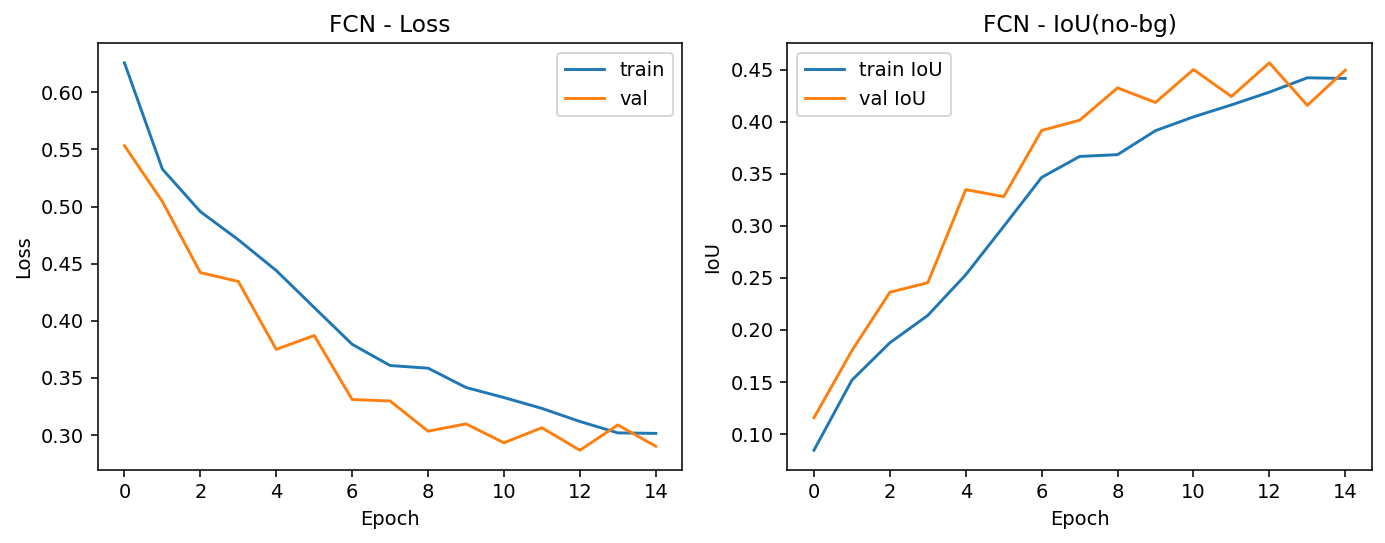 FCN - Loss
train
val
0.60
0.55
0.50
0.45
0.40
0.35
0.30
Loss
0 2 4 6 8 10 12 14
Epoch
FCN - IoU(no-bg)
train IoU
val IoU
0.45
0.40
0.35
0.30
0.25
0.20
0.15
0.10
IoU
0 2 4 6 8 10 12 14
Epoch